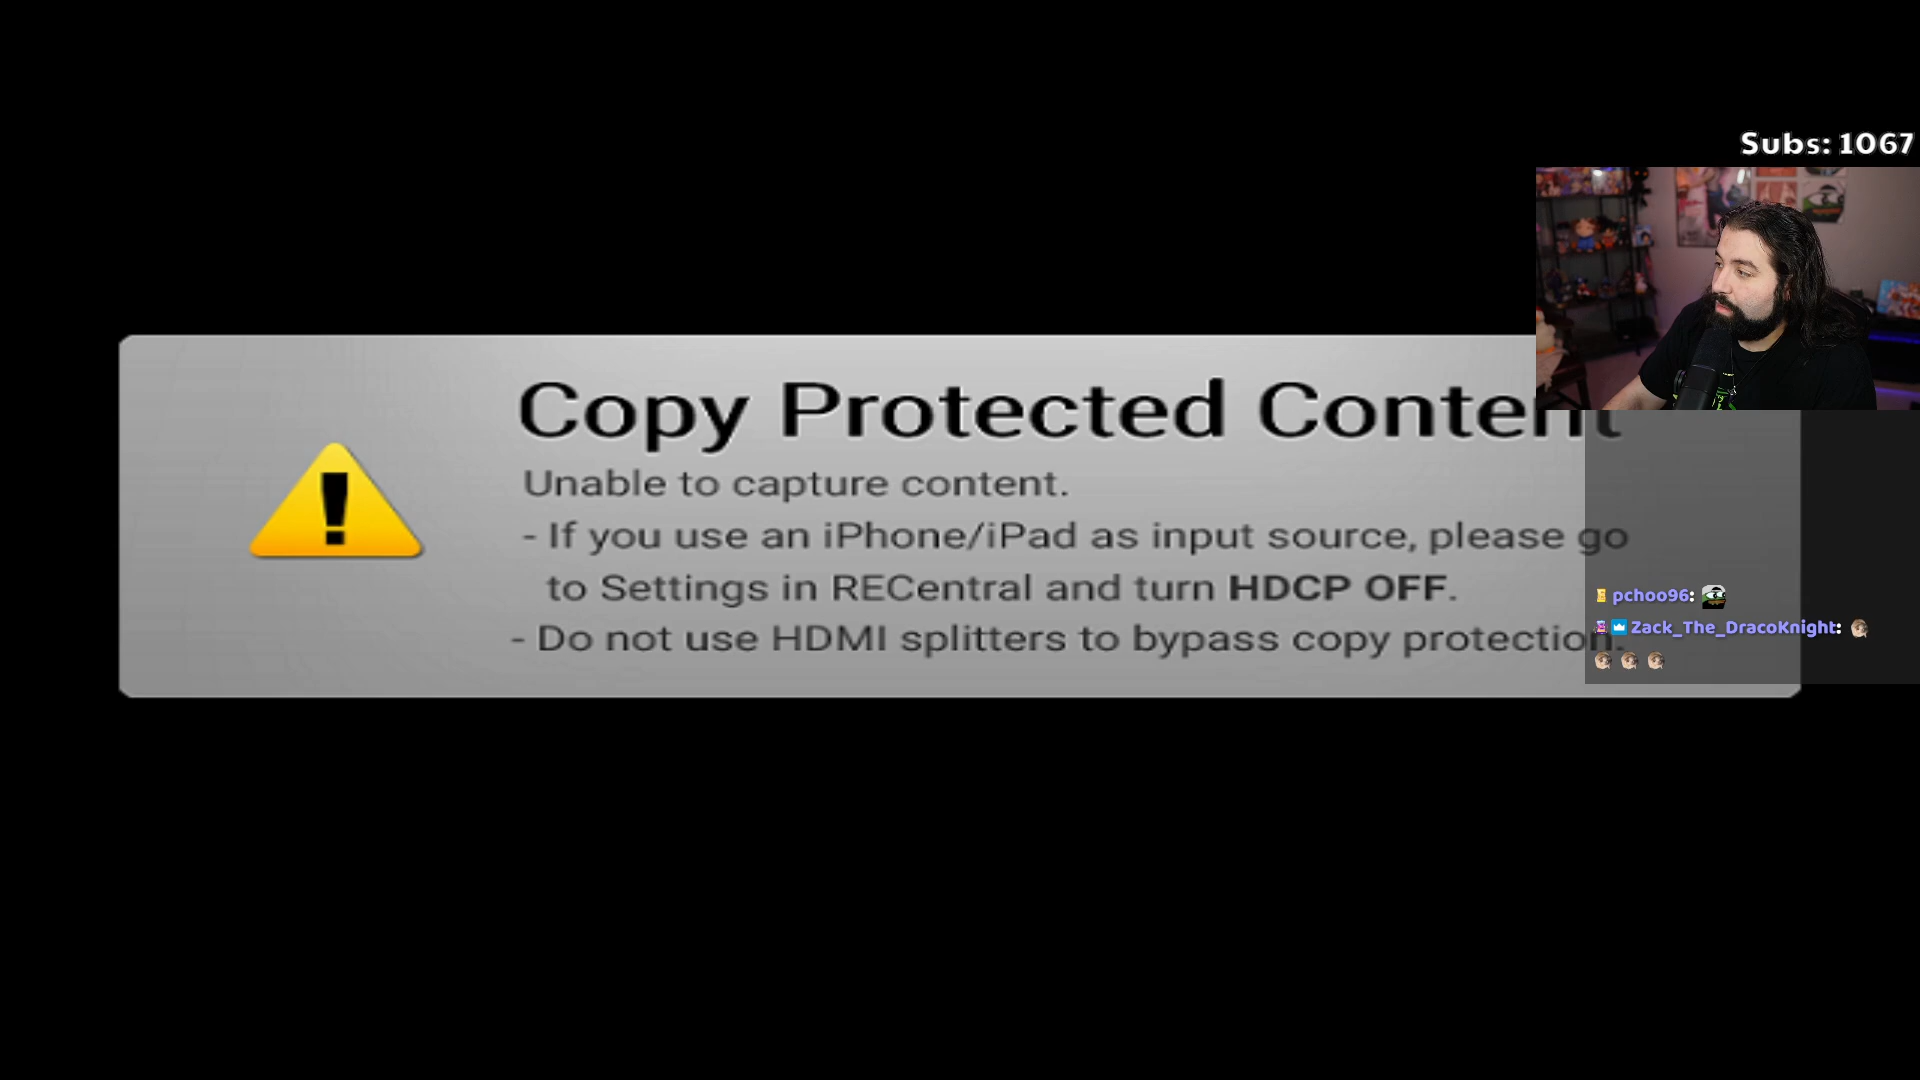 Subs: 1067
Copy Protected Content
Unable to capture content.
- If you use an iPhone/iPad as input source, please go
to Settings in RECentral and turn HDCP OFF.
- Do not use HDMI splitters to bypass copy protection.
pchoo96:
Zack_The_DracoKnight: